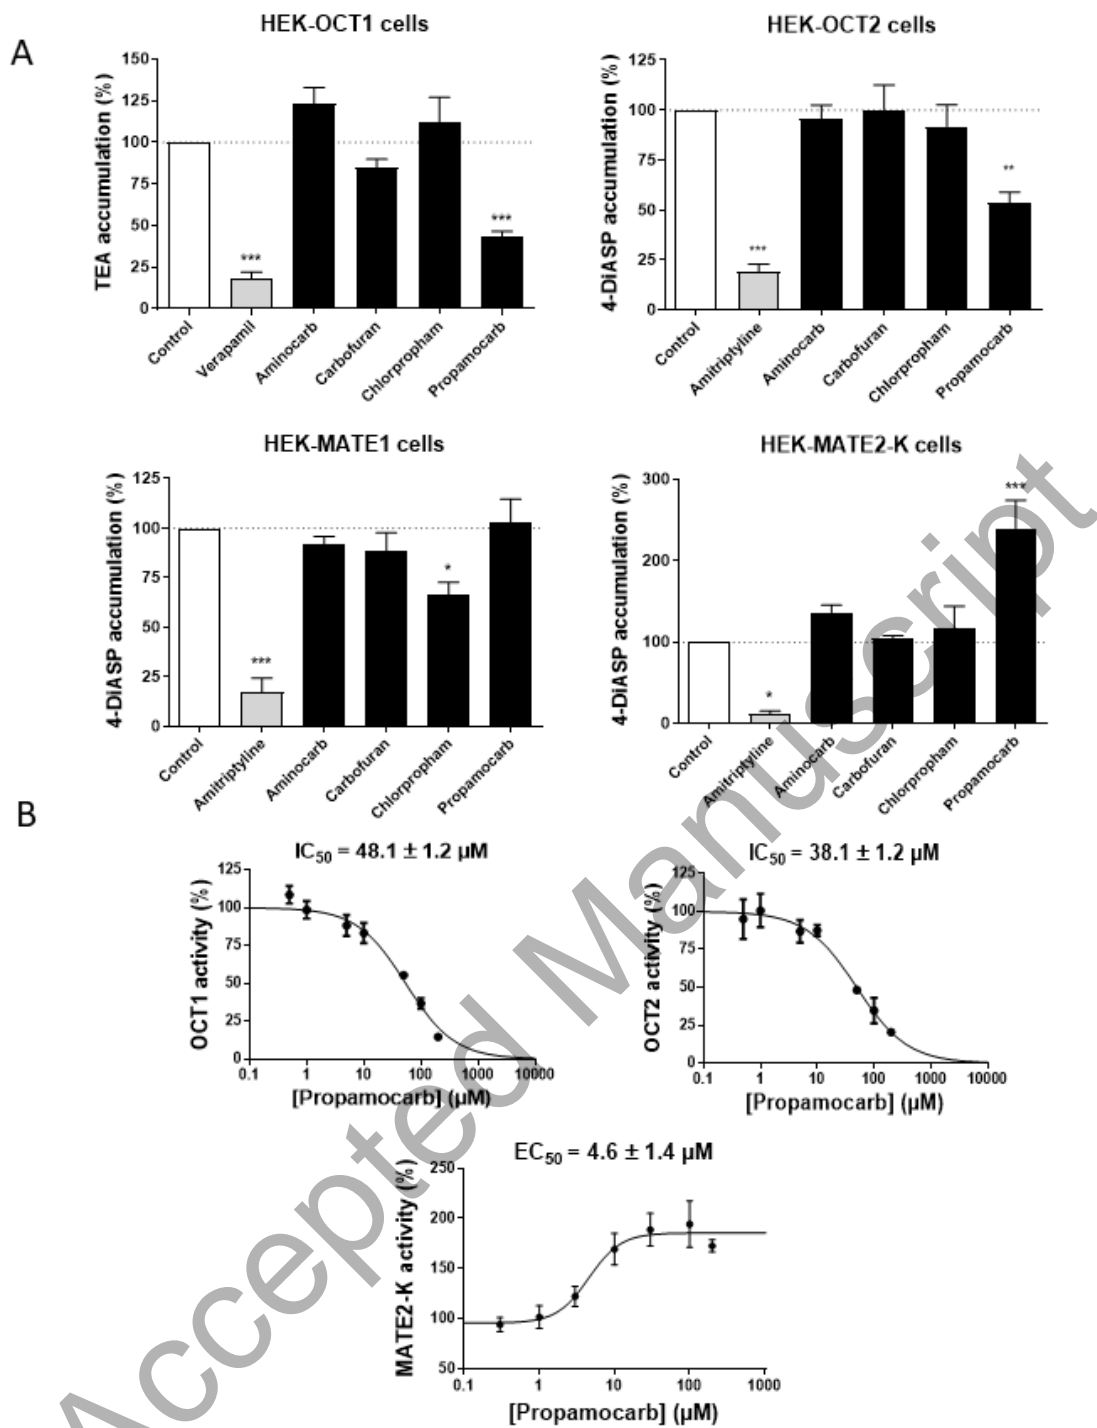 A
HEK-OCT1 cells
TEA accumulation (%)
150
125
100
75
50
25
0
***
***
Control
Verapamil
Aminocarb
Carbofuran
Chlorpropham
Propamocarb
HEK-OCT2 cells
4-DiASP accumulation (%)
125
100
75
50
25
0
***
**
Control
Amitriptyline
Aminocarb
Carbofuran
Chlorpropham
Propamocarb
HEK-MATE1 cells
4-DiASP accumulation (%)
125
100
75
50
25
0
***
*
Control
Amitriptyline
Aminocarb
Carbofuran
Chlorpropham
Propamocarb
HEK-MATE2-K cells
4-DiASP accumulation (%)
300
200
100
0
*
***
Control
Amitriptyline
Aminocarb
Carbofuran
Chlorpropham
Propamocarb
B
IC50 = 48.1 ± 1.2 µM
OCT1 activity (%)
125
100
75
50
25
0
0.1 1 10 100 1000 10000
[Propamocarb] (µM)
IC50 = 38.1 ± 1.2 µM
OCT2 activity (%)
125
100
75
50
25
0
0.1 1 10 100 1000 10000
[Propamocarb] (µM)
EC50 = 4.6 ± 1.4 µM
MATE2-K activity (%)
250
200
150
100
50
0.1 1 10 100 1000
[Propamocarb] (µM)
Accepted Manuscript